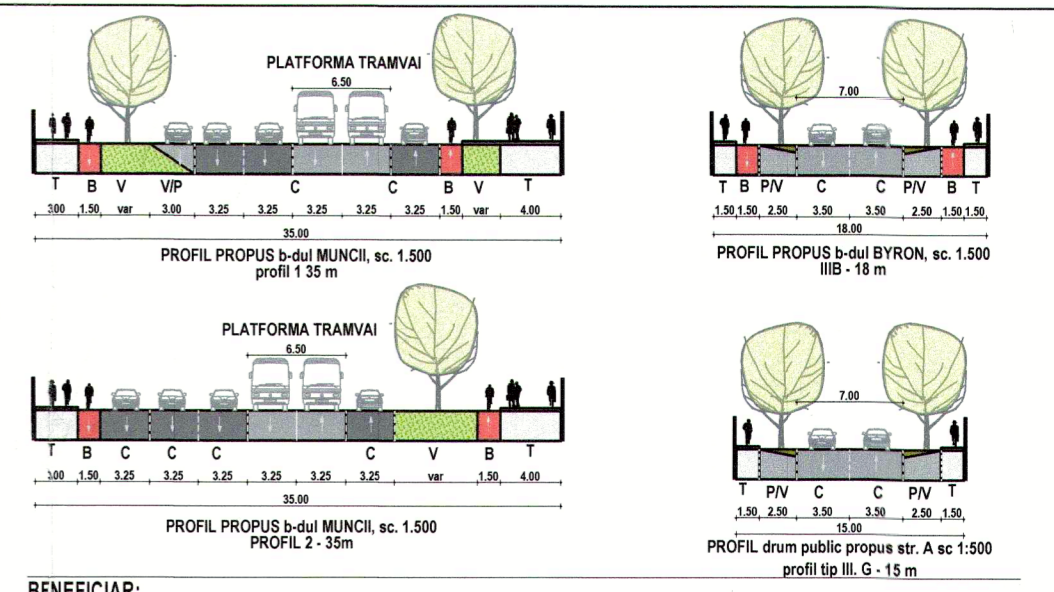 PLATFORMA TRAMVAI
6.50
T B V V/P C C B V T
3.00 1.50 var 3.00 3.25 3.25 3.25 3.25 3.25 1.50 var 4.00
35.00
PROFIL PROPUS b-dul MUNCII, sc. 1.500
profil 1 35 m
7.00
T B P/V C C P/V B T
1.50 1.50 2.50 3.50 3.50 2.50 1.50 1.50
18.00
PROFIL PROPUS b-dul BYRON, sc. 1.500
IIIB - 18 m
PLATFORMA TRAMVAI
6.50
T B C C C C V B T
3.00 1.50 3.25 3.25 3.25 3.25 3.25 3.25 var 1.50 4.00
35.00
PROFIL PROPUS b-dul MUNCII, sc. 1.500
PROFIL 2 - 35m
7.00
T P/V C C P/V T
1.50 2.50 3.50 3.50 2.50 1.50
15.00
PROFIL drum public propus str. A sc 1:500
profil tip III. G - 15 m
BENEFICIAR: